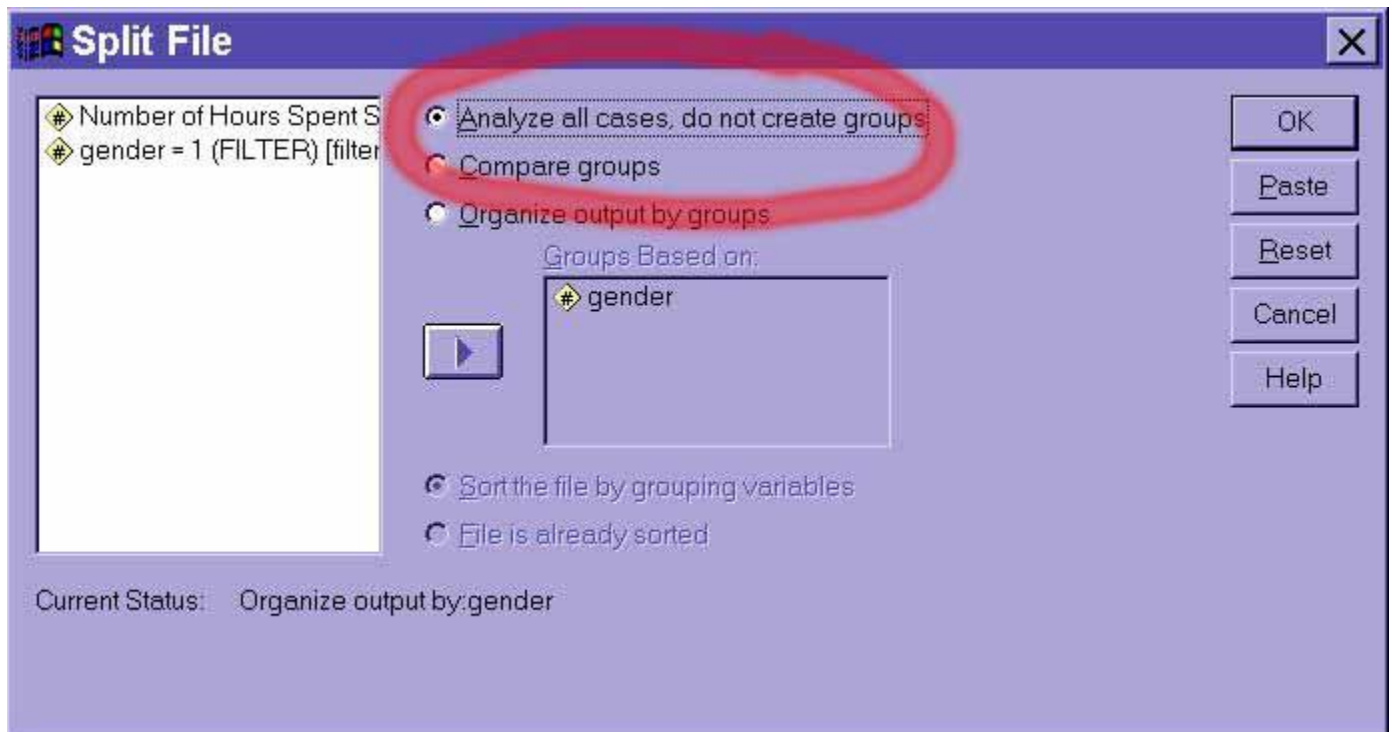 Split File
Number of Hours Spent S
gender = 1 (FILTER) [filter
Analyze all cases, do not create groups
Compare groups
Organize output by groups
Groups Based on:
gender
Sort the file by grouping variables
File is already sorted
OK
Paste
Reset
Cancel
Help
Current Status: Organize output by:gender